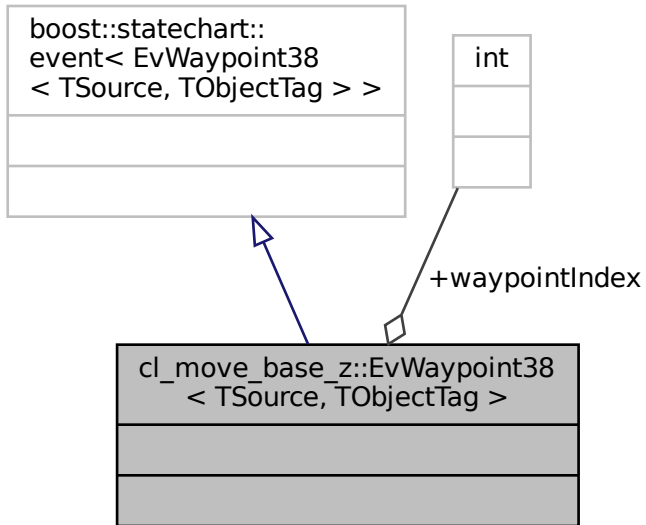 boost::statechart::
event< EvWaypoint38
< TSource, TObjectTag > >
int
+waypointIndex
cl_move_base_z::EvWaypoint38
< TSource, TObjectTag >